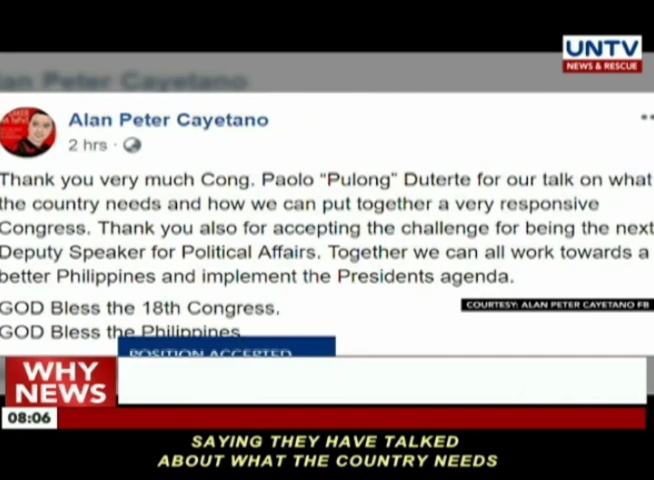 UNTV
NEWS & RESCUE
an Peter Cayetano
Alan Peter Cayetano
2 hrs ·
Thank you very much Cong. Paolo "Pulong" Duterte for our talk on what
the country needs and how we can put together a very responsive
Congress. Thank you also for accepting the challenge for being the next
Deputy Speaker for Political Affairs. Together we can all work towards a
better Philippines and implement the Presidents agenda.
GOD Bless the 18th Congress.
COURTESY: ALAN PETER CAYETANO FB
GOD Bless the Philippines
POSITION ACCEPTED
WHY
NEWS
08:06
SAYING THEY HAVE TALKED
ABOUT WHAT THE COUNTRY NEEDS